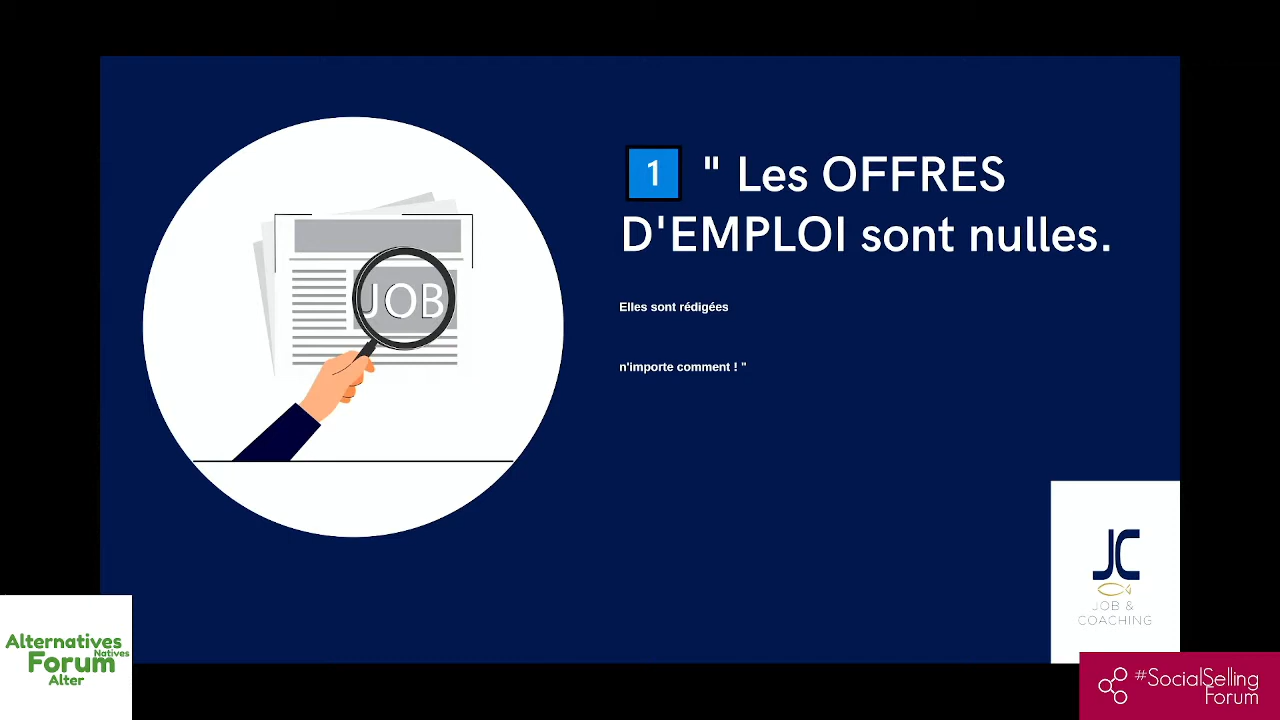 1 " Les OFFRES
D'EMPLOI sont nulles.
Elles sont rédigées
n'importe comment ! "
JOB
JC
JOB &
COACHING
Alternatives
Natives
Forum
Alter
#SocialSelling
Forum